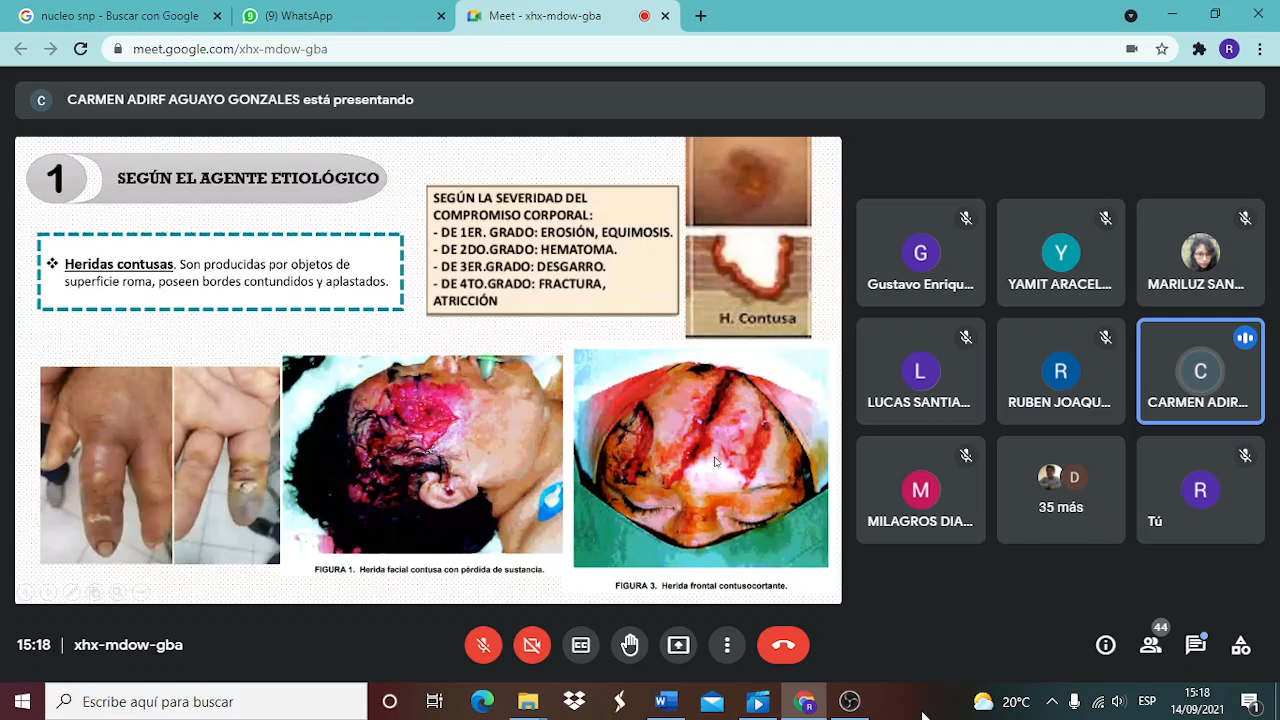 nucleo snp - Buscar con Google
(9) WhatsApp
Meet - xhx-mdow-gba
meet.google.com/xhx-mdow-gba
R
C CARMEN ADIRF AGUAYO GONZALES está presentando
1 SEGÚN EL AGENTE ETIOLÓGICO
❖ Heridas contusas. Son producidas por objetos de
superficie roma, poseen bordes contundidos y aplastados.
SEGÚN LA SEVERIDAD DEL
COMPROMISO CORPORAL:
- DE 1ER. GRADO: EROSIÓN, EQUIMOSIS.
- DE 2DO.GRADO: HEMATOMA.
- DE 3ER.GRADO: DESGARRO.
- DE 4TO.GRADO: FRACTURA,
ATRICCIÓN
H. Contusa
FIGURA 1. Herida facial contusa con pérdida de sustancia.
FIGURA 3. Herida frontal contusocortante.
G
Gustavo Enriqu...
Y
YAMIT ARACEL...
MARILUZ SAN...
L
LUCAS SANTIA...
R
RUBEN JOAQU...
C
CARMEN ADIR...
M
MILAGROS DIA...
D
35 más
R
Tú
15:18 | xhx-mdow-gba
44
Escribe aquí para buscar
20°C
ESP
15:18
14/09/2021
1